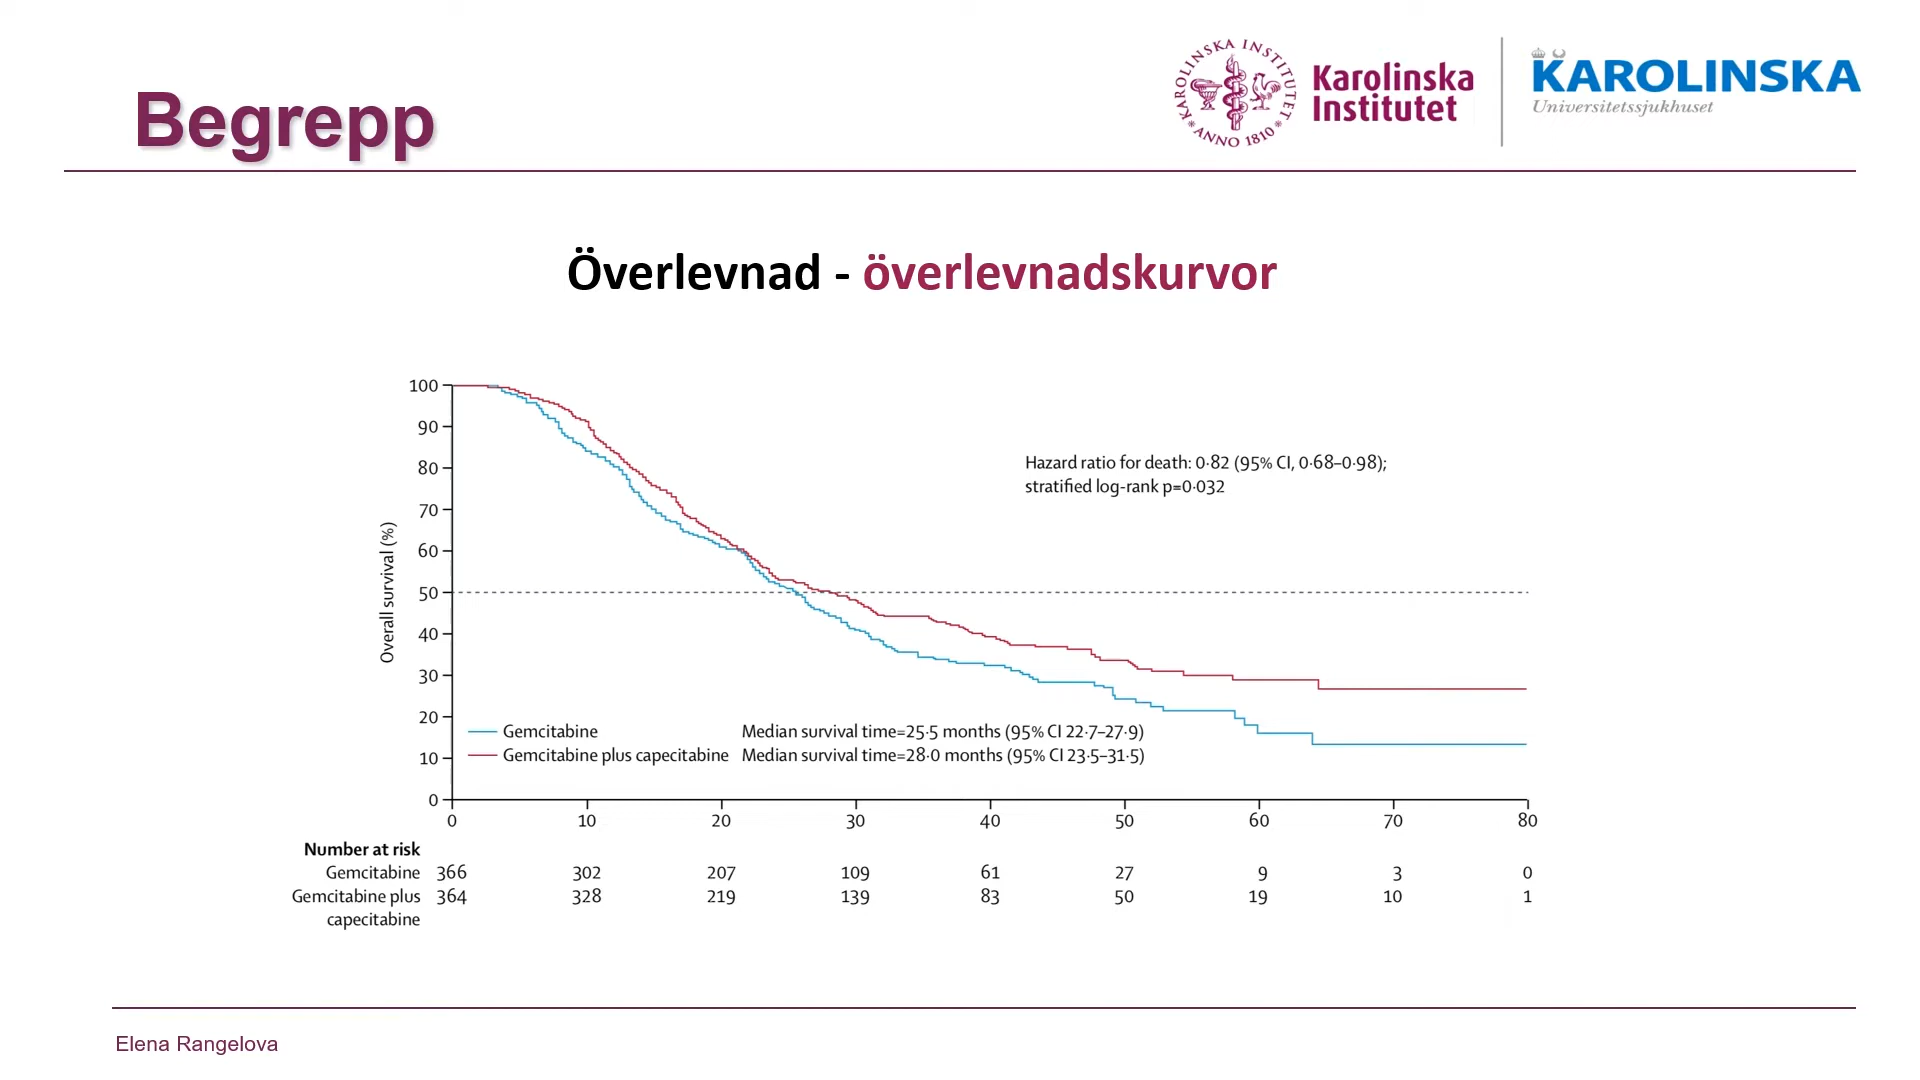 Begrepp
KAROLINSKA INSTITUTET
ANNO 1810
Karolinska
Institutet
KAROLINSKA
Universitetssjukhuset
Överlevnad - överlevnadskurvor
100
90
80
70
60
50
40
30
20
10
0
Overall survival (%)
Hazard ratio for death: 0·82 (95% CI, 0·68–0·98);
stratified log-rank p=0·032
Gemcitabine Median survival time=25·5 months (95% CI 22·7–27·9)
Gemcitabine plus capecitabine Median survival time=28·0 months (95% CI 23·5–31·5)
0 10 20 30 40 50 60 70 80
Number at risk
Gemcitabine 366 302 207 109 61 27 9 3 0
Gemcitabine plus 364 328 219 139 83 50 19 10 1
capecitabine
Elena Rangelova